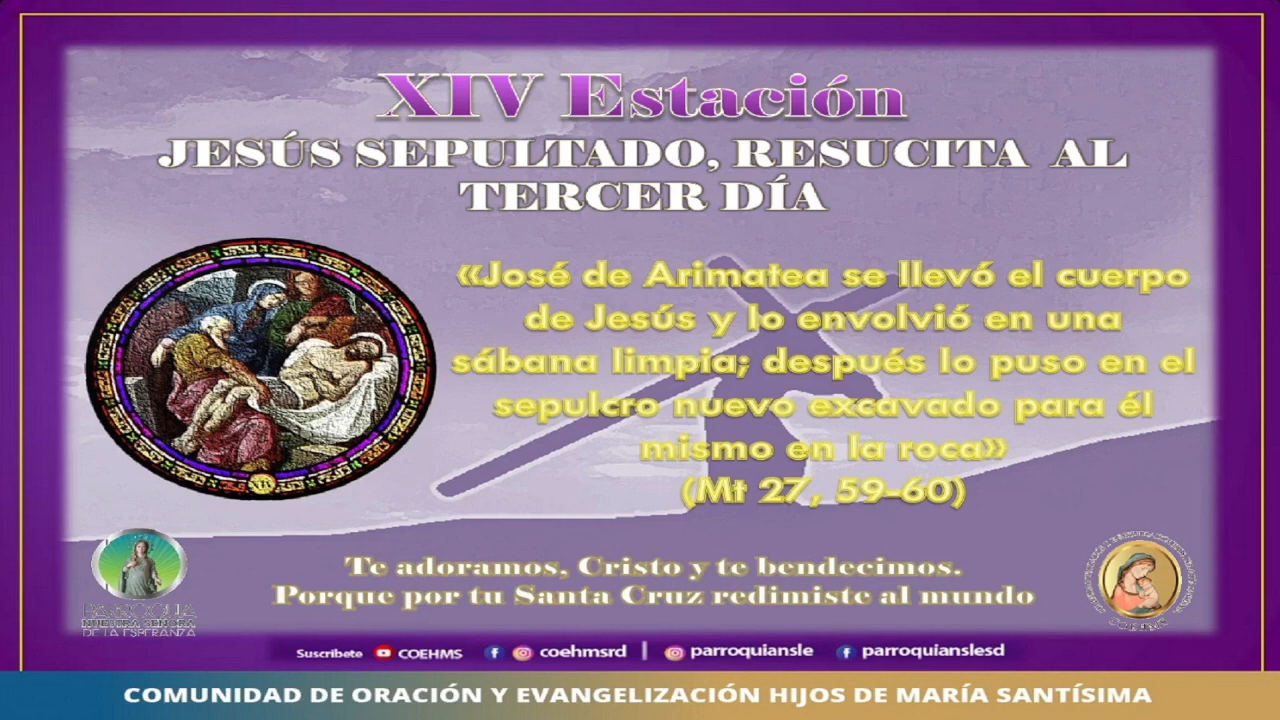 XIV Estación
JESÚS SEPULTADO, RESUCITA AL
TERCER DÍA
«José de Arimatea se llevó el cuerpo
de Jesús y lo envolvió en una
sábana limpia; después lo puso en el
sepulcro nuevo excavado para él
mismo en la roca»
(Mt 27, 59-60)
XIV
Te adoramos, Cristo y te bendecimos.
Porque por tu Santa Cruz redimiste al mundo
PARROQUIA
NUESTRA SEÑORA
DE LA ESPERANZA
COEHMS
Suscribete COEHMS coehmsrd | parroquiansle parroquianslesd
COMUNIDAD DE ORACIÓN Y EVANGELIZACIÓN HIJOS DE MARÍA SANTÍSIMA